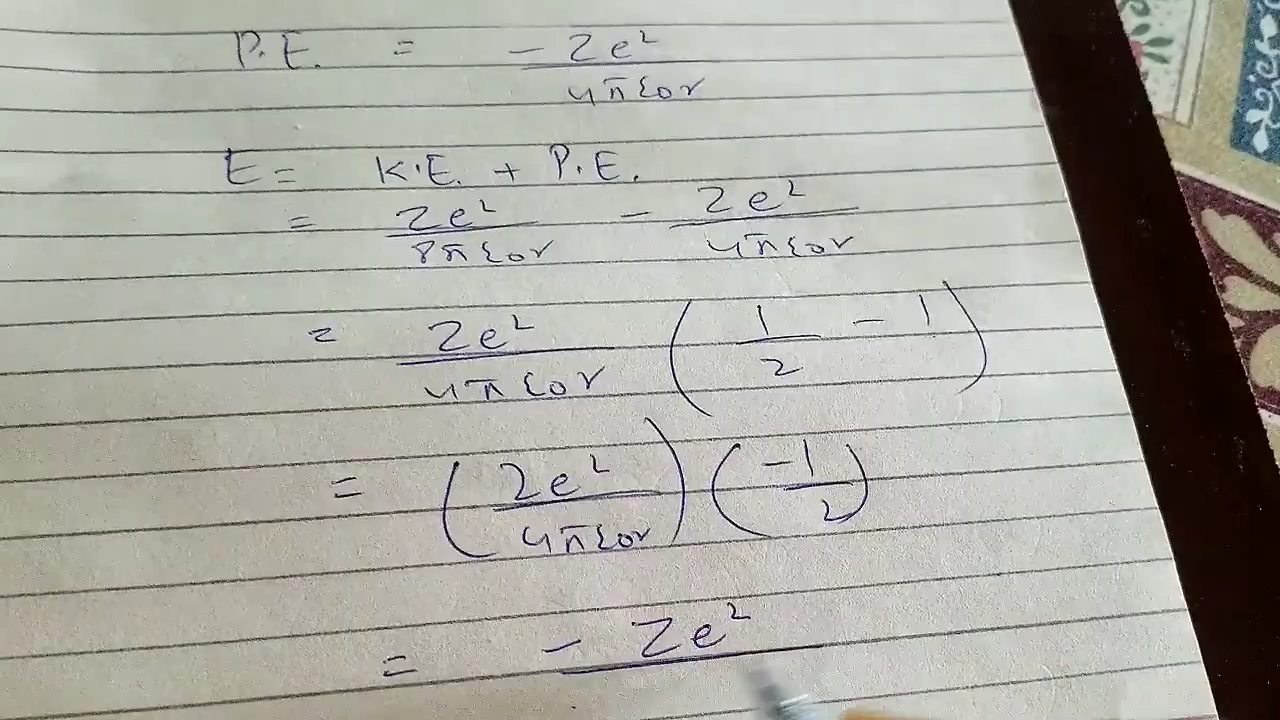 P.E. = - Ze² / 4πε0r
E = K.E. + P.E.
= Ze² / 8πε0r - Ze² / 4πε0r
= Ze² / 4πε0r ( 1 / 2 - 1 )
= ( Ze² / 4πε0r ) ( -1 / 2 )
= - Ze²